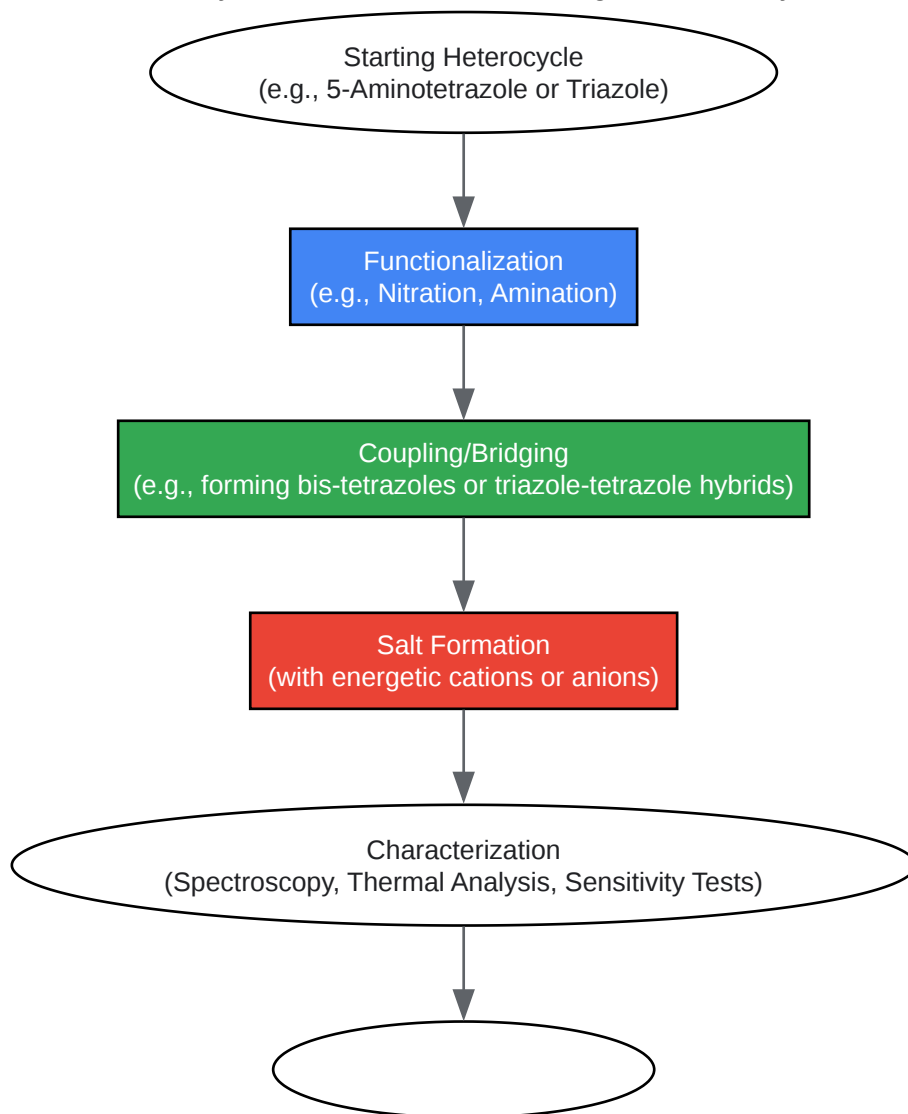 Starting Heterocycle
(e.g., 5-Aminotetrazole or Triazole)
Functionalization
(e.g., Nitration, Amination)
Coupling/Bridging
(e.g., forming bis-tetrazoles or triazole-tetrazole hybrids)
Salt Formation
(with energetic cations or anions)
Characterization
(Spectroscopy, Thermal Analysis, Sensitivity Tests)